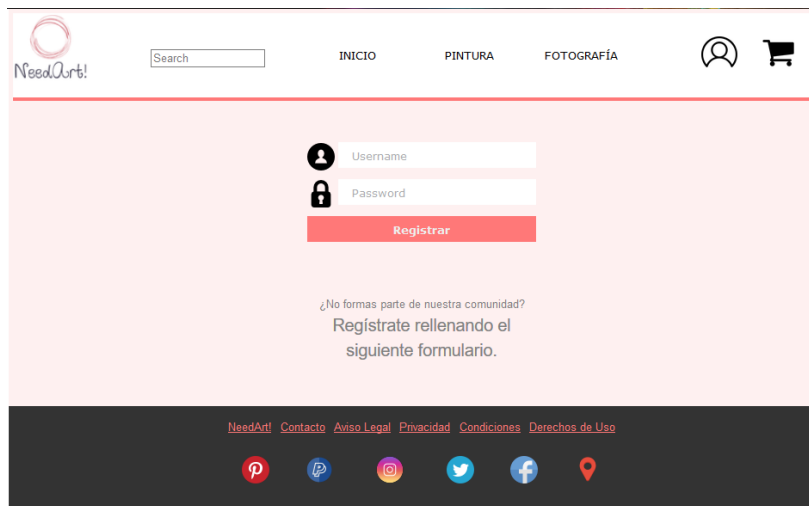 NeedArt!
Search
INICIO
PINTURA
FOTOGRAFÍA
Username
Password
Registrar
¿No formas parte de nuestra comunidad?
Regístrate rellenando el
siguiente formulario.
NeedArt! Contacto Aviso Legal Privacidad Condiciones Derechos de Uso